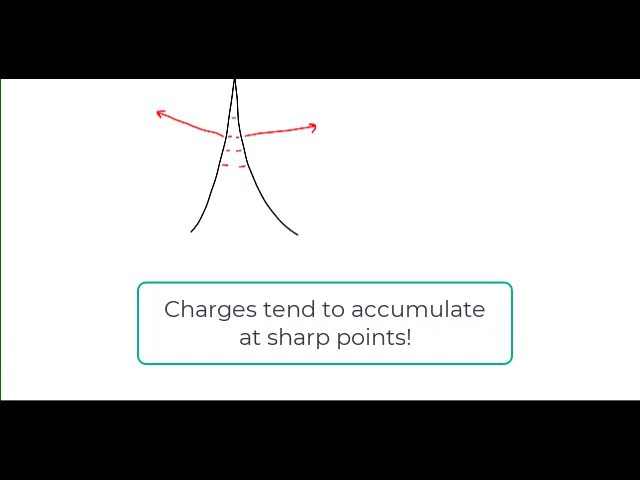 Charges tend to accumulate
at sharp points!